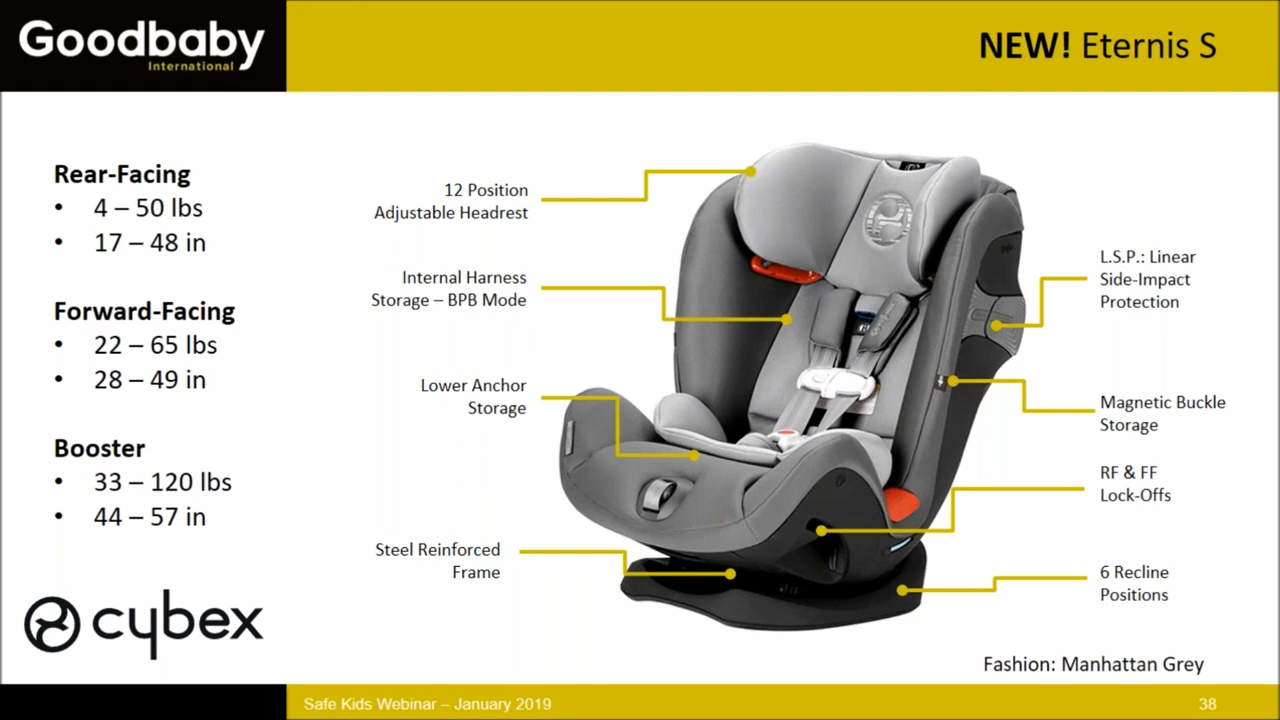 Goodbaby
International
NEW! Eternis S
Rear-Facing
• 4 – 50 lbs
• 17 – 48 in
Forward-Facing
• 22 – 65 lbs
• 28 – 49 in
Booster
• 33 – 120 lbs
• 44 – 57 in
cybex
12 Position
Adjustable Headrest
Internal Harness
Storage – BPB Mode
Lower Anchor
Storage
Steel Reinforced
Frame
L.S.P.: Linear
Side-Impact
Protection
Magnetic Buckle
Storage
RF & FF
Lock-Offs
6 Recline
Positions
Fashion: Manhattan Grey
Safe Kids Webinar – January 2019
38